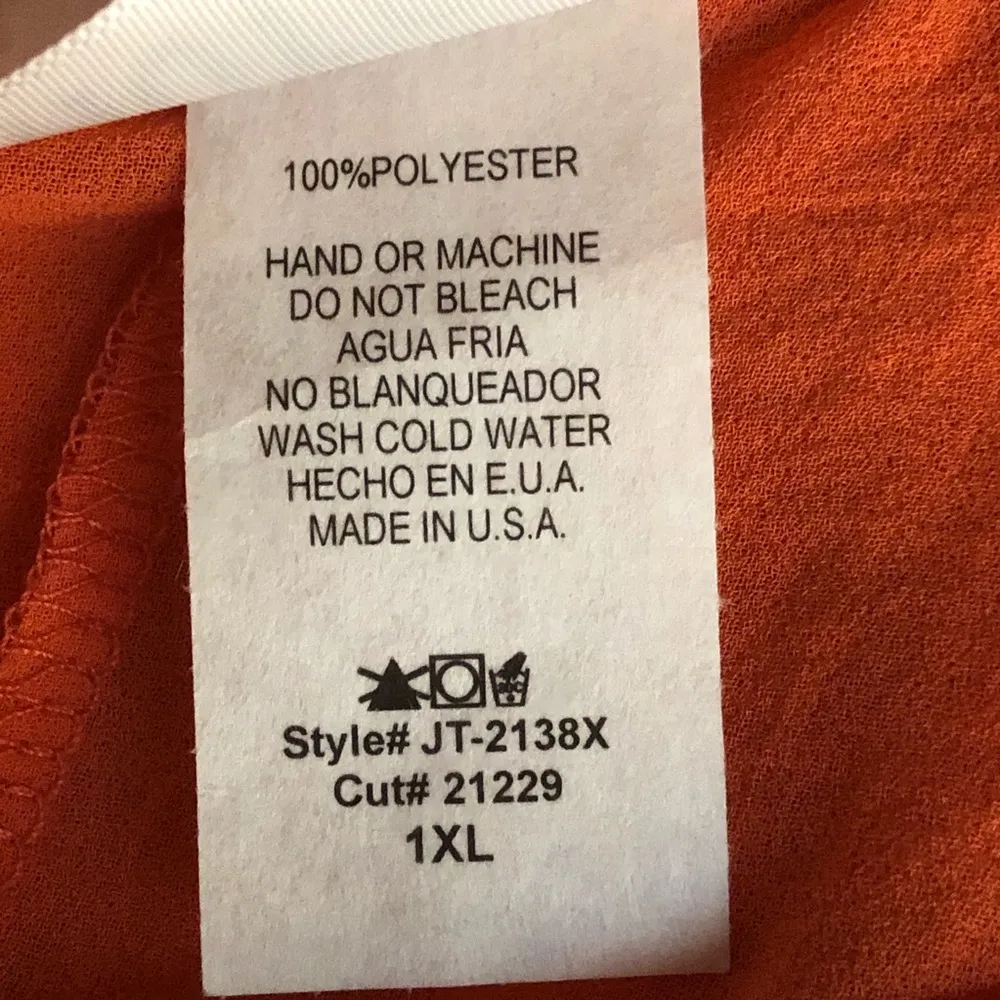 100%POLYESTER
HAND OR MACHINE
DO NOT BLEACH
AGUA FRIA
NO BLANQUEADOR
WASH COLD WATER
HECHO EN E.U.A.
MADE IN U.S.A.
Style# JT-2138X
Cut# 21229
1XL